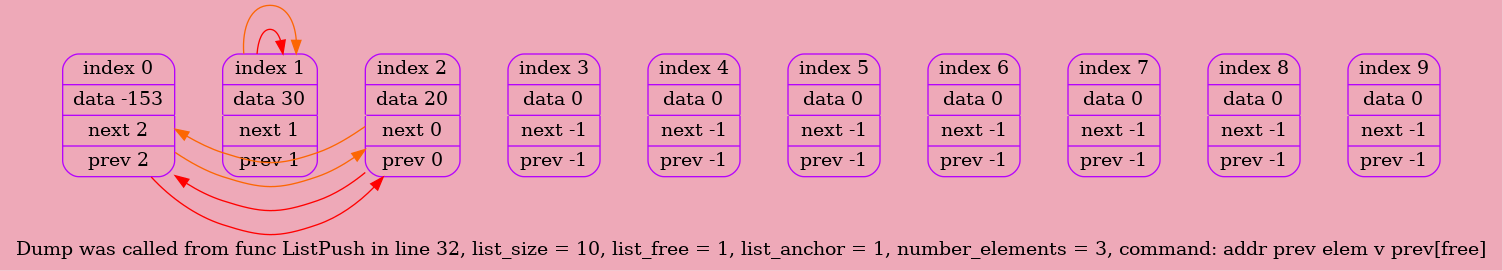 index 0
data -153
next 2
prev 2
index 1
data 30
next 1
prev 1
index 2
data 20
next 0
prev 0
index 3
data 0
next -1
prev -1
index 4
data 0
next -1
prev -1
index 5
data 0
next -1
prev -1
index 6
data 0
next -1
prev -1
index 7
data 0
next -1
prev -1
index 8
data 0
next -1
prev -1
index 9
data 0
next -1
prev -1
Dump was called from func ListPush in line 32, list_size = 10, list_free = 1, list_anchor = 1, number_elements = 3, command: addr prev elem v prev[free]